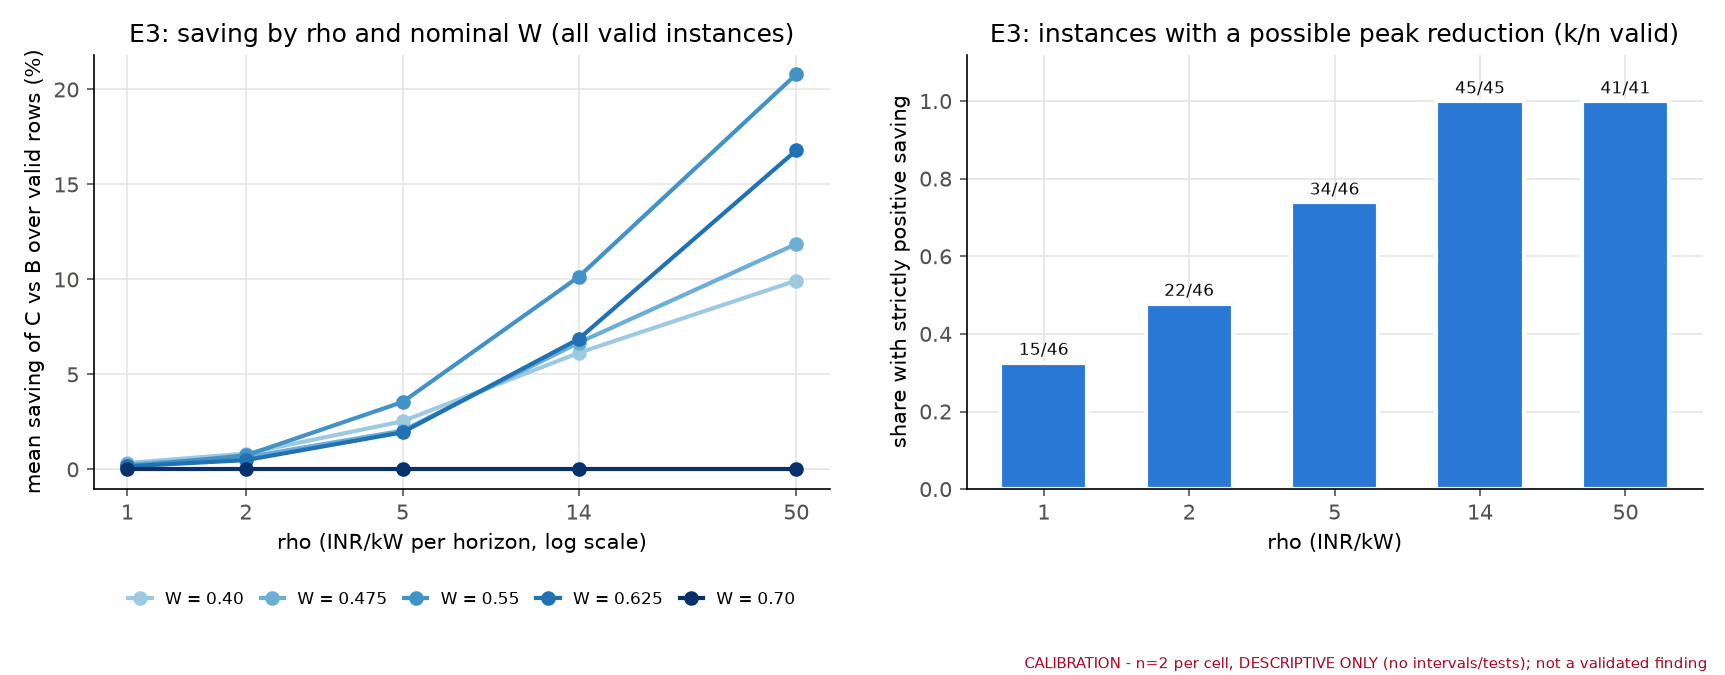 E3: saving by rho and nominal W (all valid instances)
mean saving of C vs B over valid rows (%)
20
15
10
5
0
1 2 5 14 50
rho (INR/kW per horizon, log scale)
W = 0.40 W = 0.475 W = 0.55 W = 0.625 W = 0.70
E3: instances with a possible peak reduction (k/n valid)
share with strictly positive saving
1.0
0.8
0.6
0.4
0.2
0.0
15/46
22/46
34/46
45/45
41/41
1 2 5 14 50
rho (INR/kW)
CALIBRATION - n=2 per cell, DESCRIPTIVE ONLY (no intervals/tests); not a validated finding